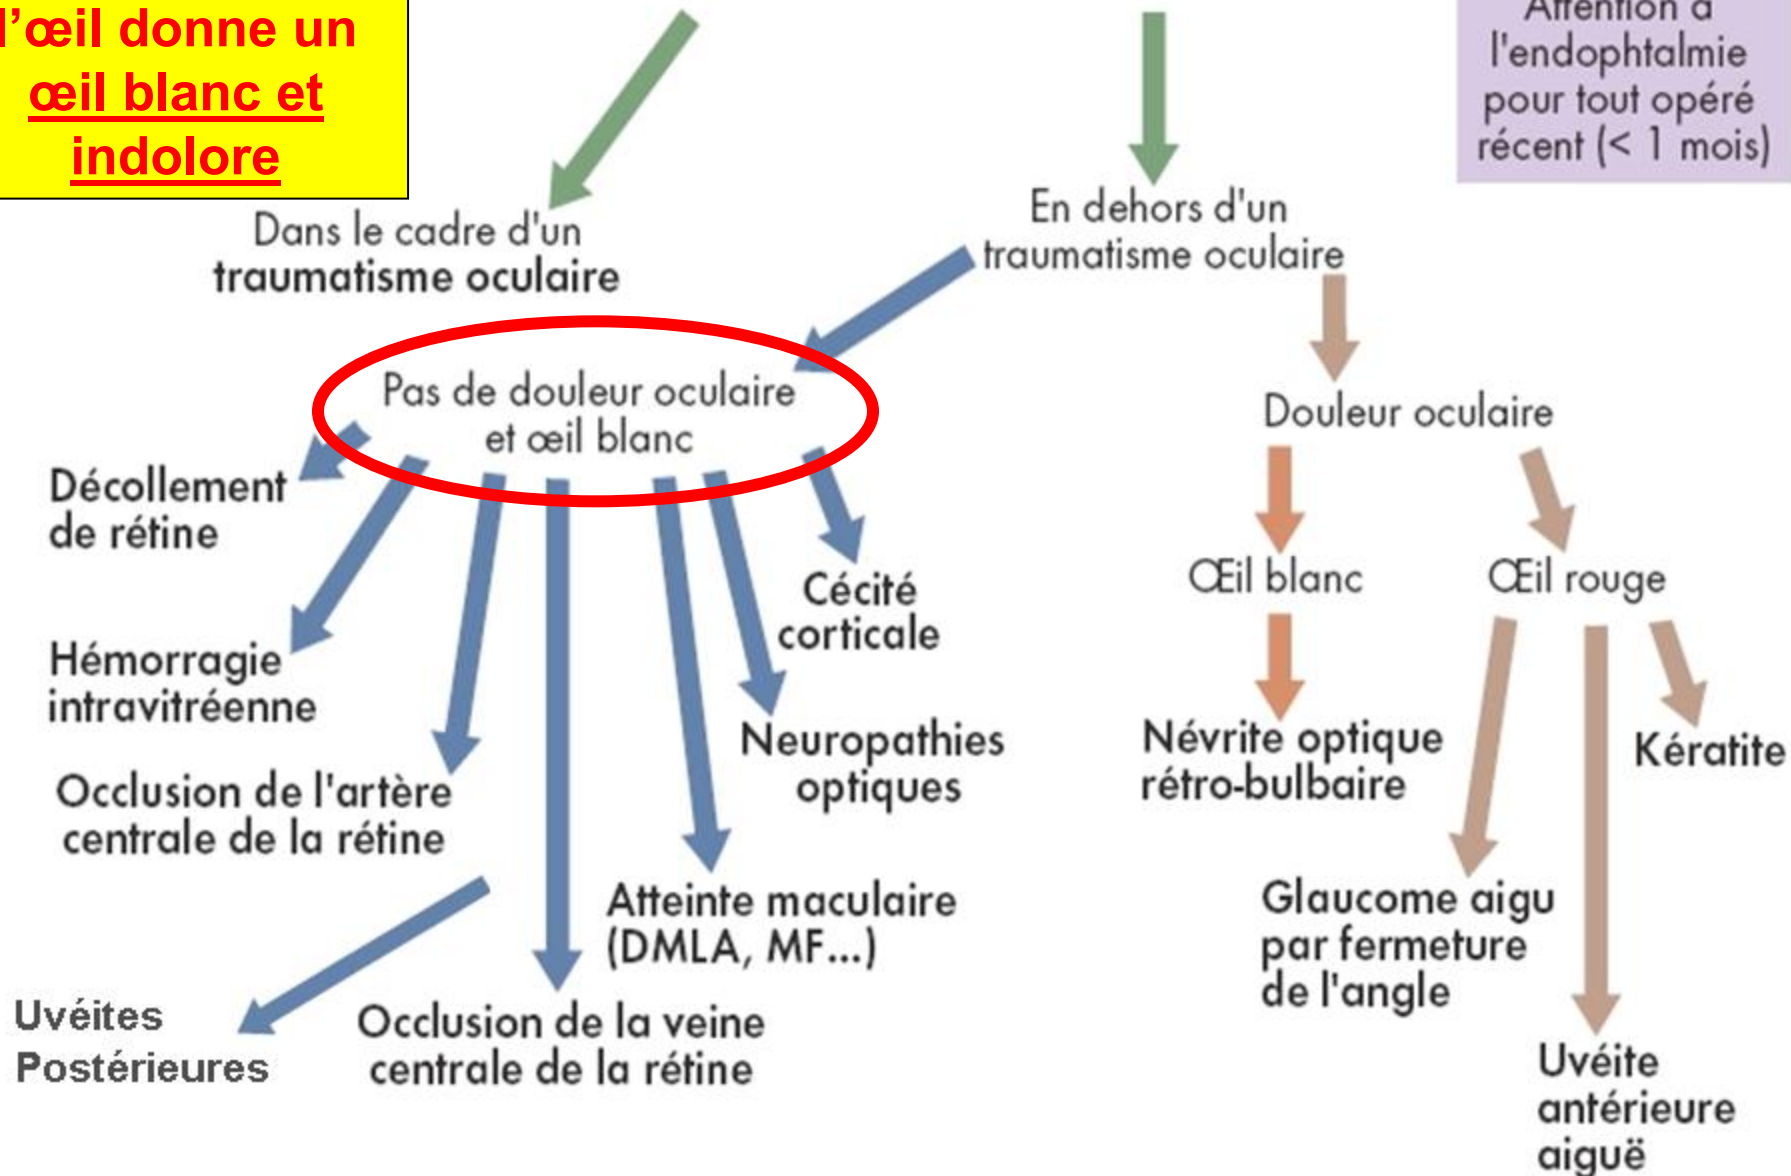 l'œil donne un
œil blanc et
indolore
Attention à
l'endophtalmie
pour tout opéré
récent (< 1 mois)
Dans le cadre d'un
traumatisme oculaire
En dehors d'un
traumatisme oculaire
Pas de douleur oculaire
et œil blanc
Douleur oculaire
Décollement
de rétine
Hémorragie
intravitréenne
Occlusion de l'artère
centrale de la rétine
Uvéites
Postérieures
Occlusion de la veine
centrale de la rétine
Atteinte maculaire
(DMLA, MF...)
Neuropathies
optiques
Cécité
corticale
Œil blanc
Œil rouge
Névrite optique
rétro-bulbaire
Glaucome aigu
par fermeture
de l'angle
Uvéite
antérieure
aiguë
Kératite